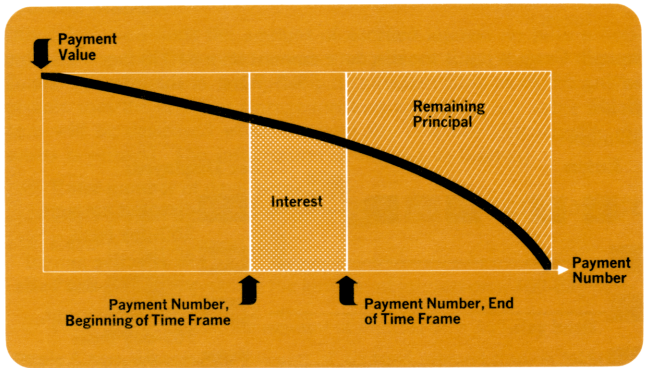 Payment
Value
Remaining
Principal
Interest
Payment
Number
Payment Number,
Beginning of Time Frame
Payment Number, End
of Time Frame